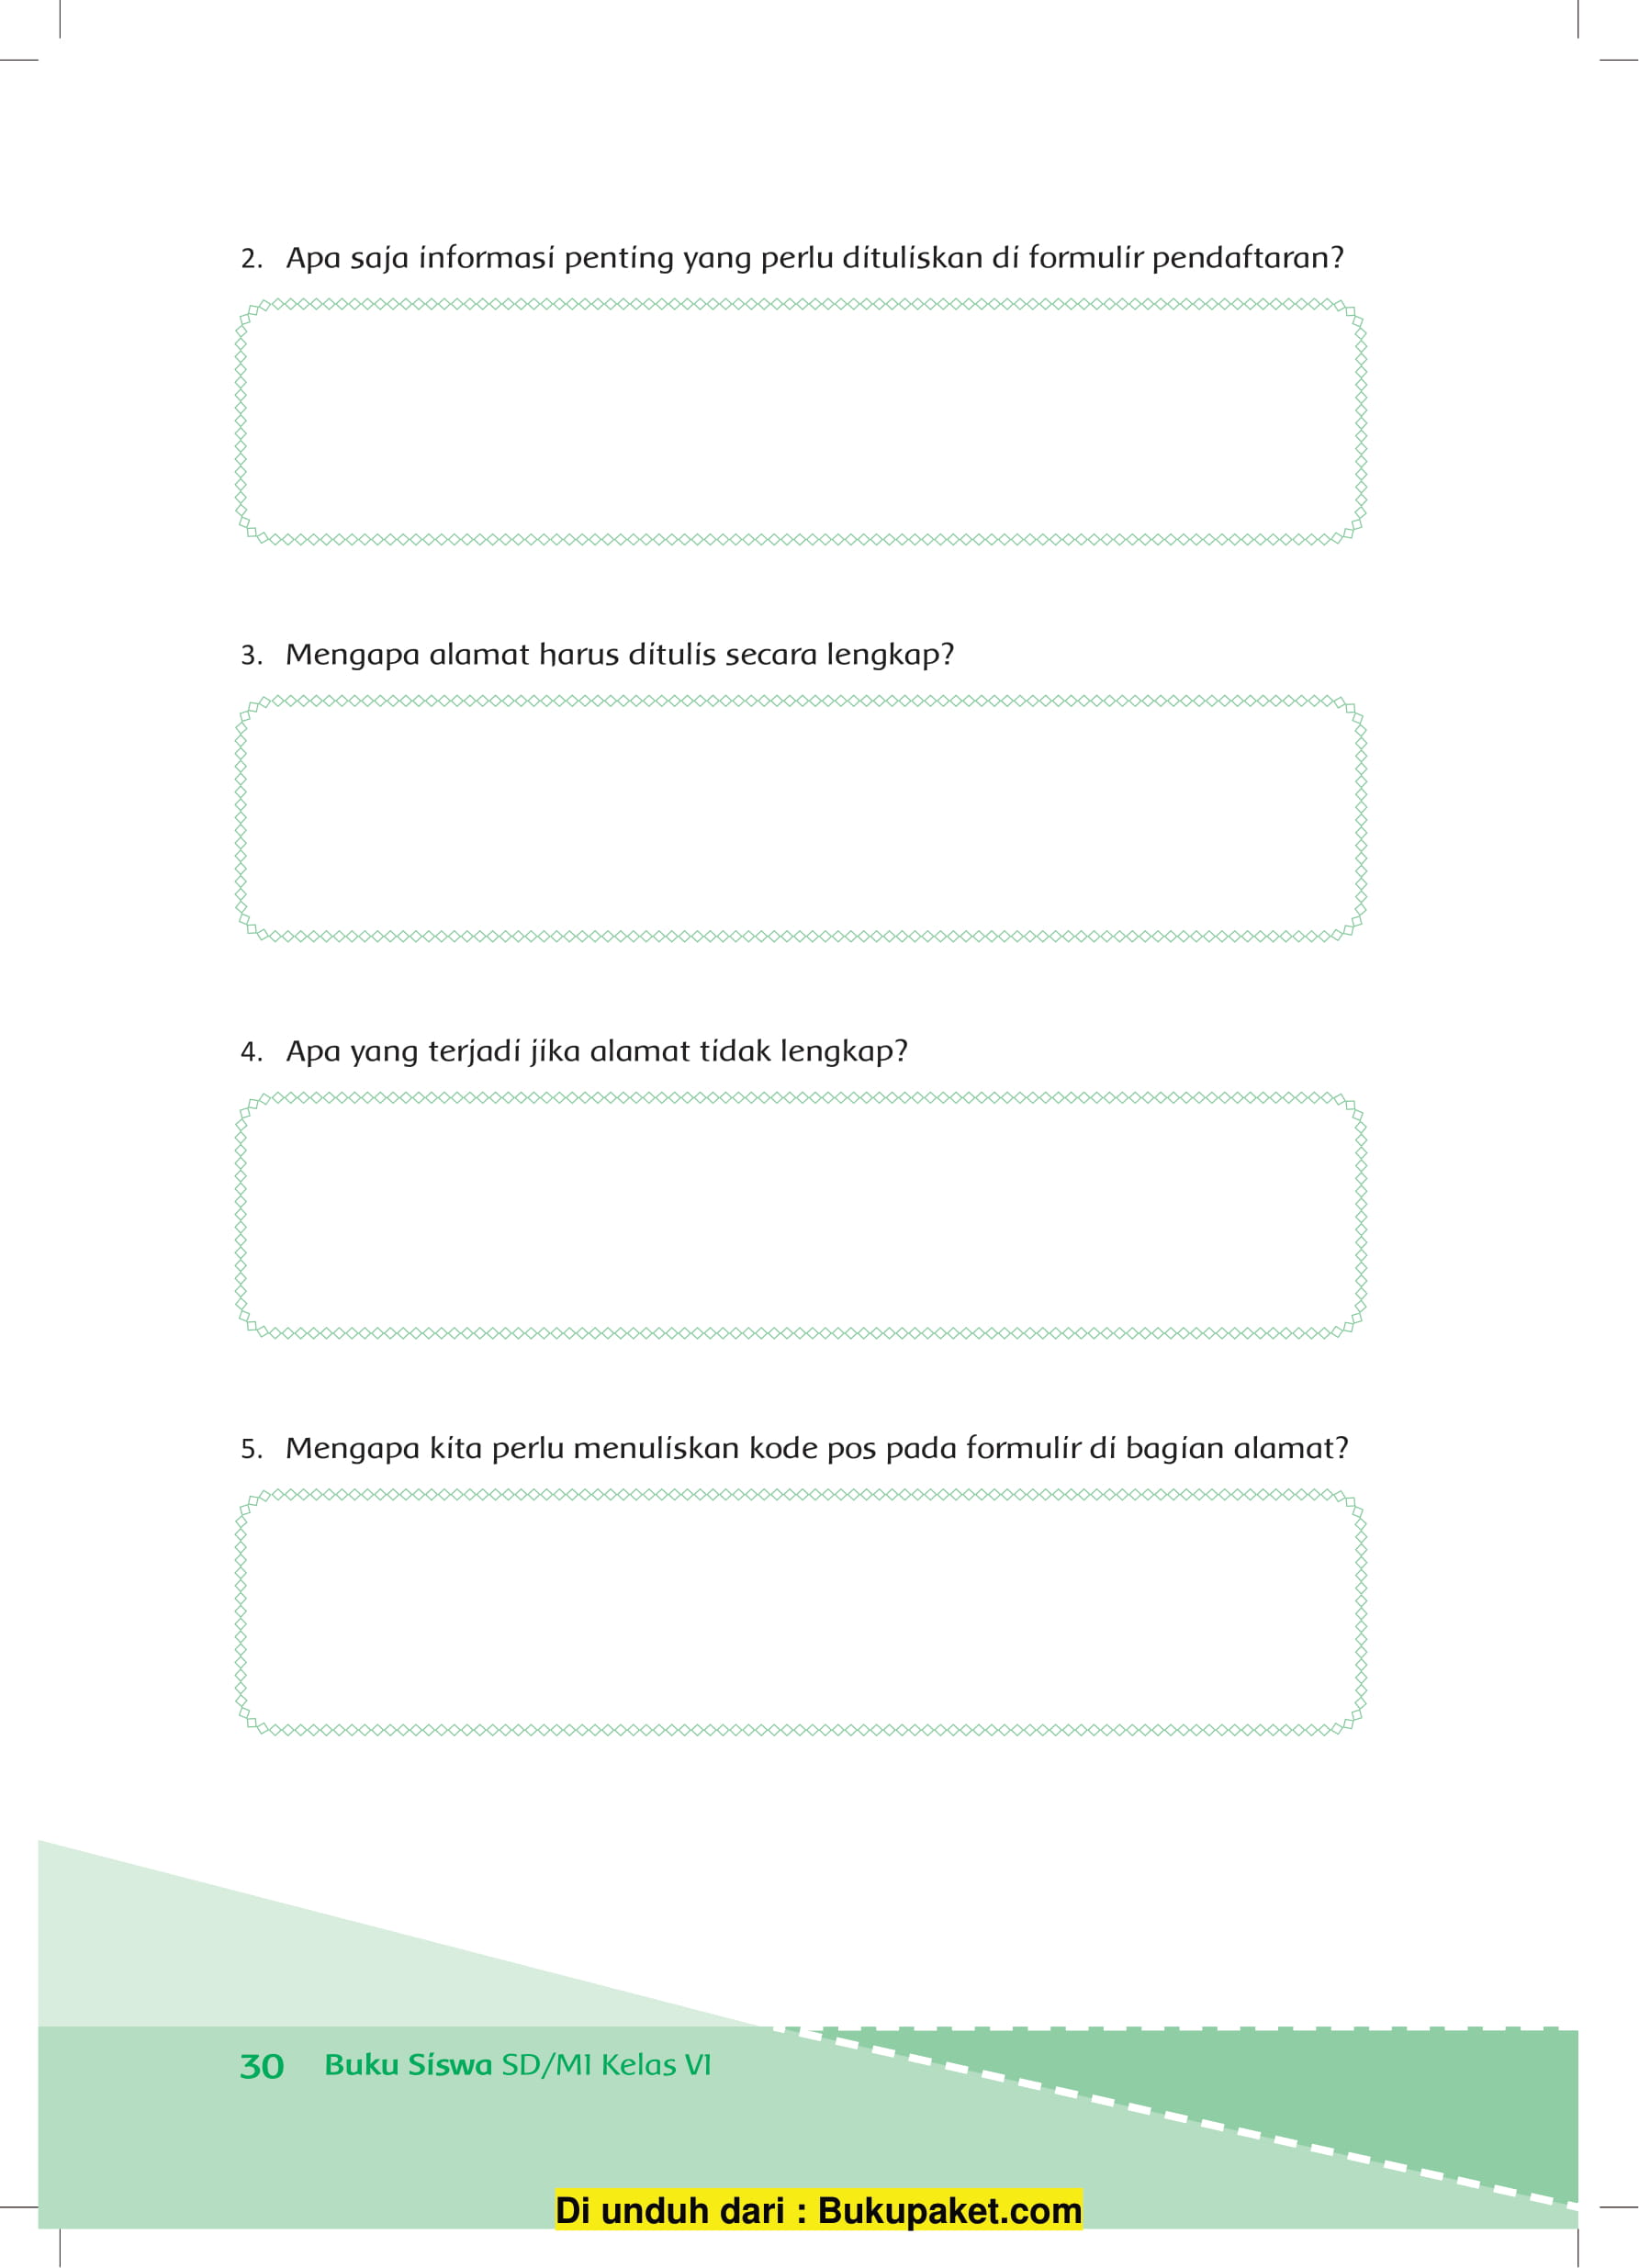 2. Apa saja informasi penting yang perlu dituliskan di formulir pendaftaran?
3. Mengapa alamat harus ditulis secara lengkap?
4. Apa yang terjadi jika alamat tidak lengkap?
5. Mengapa kita perlu menuliskan kode pos pada formulir di bagian alamat?
30 Buku Siswa SD/MI Kelas VI
Di unduh dari : Bukupaket.com